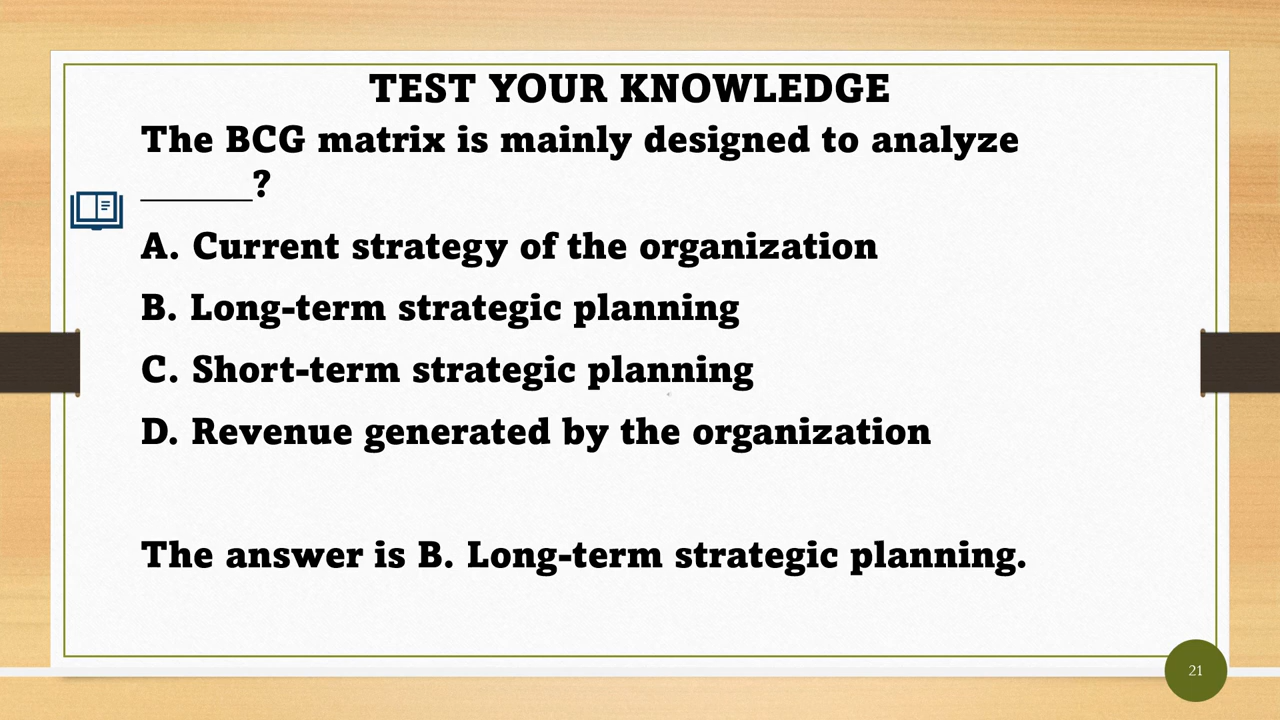 TEST YOUR KNOWLEDGE
The BCG matrix is mainly designed to analyze
______?
A. Current strategy of the organization
B. Long-term strategic planning
C. Short-term strategic planning
D. Revenue generated by the organization
The answer is B. Long-term strategic planning.
21